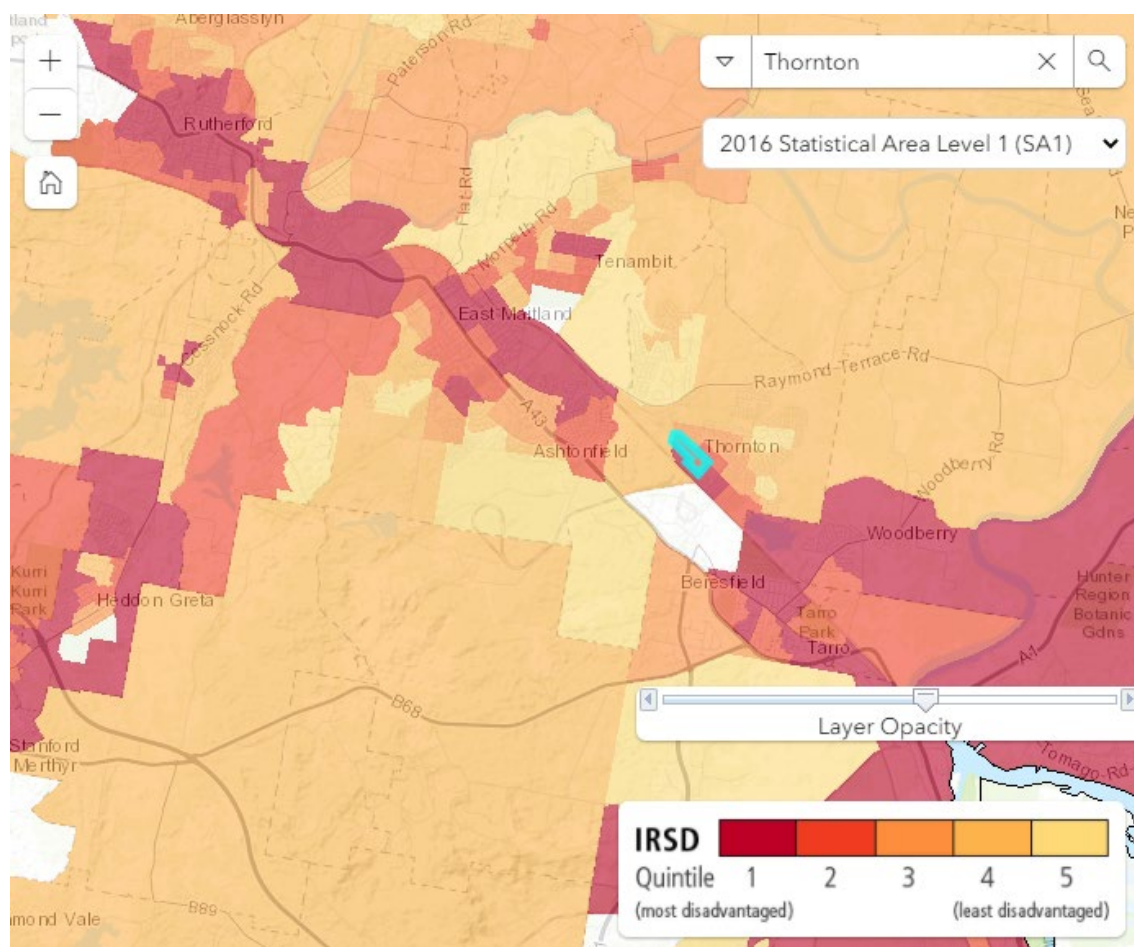 Aberglasslyn
Paterson Rd
Thornton
Rutherford
2016 Statistical Area Level 1 (SA1)
Flat Rd
Morpeth Rd
Tenambit
East Maitland
Cessnock Rd
Raymond-Terrace-Rd
A43
Ashtonfield
Thornton
Woodberry Rd
Woodberry
Kurri
Kurri
Park
Heddon Greta
Beresfield
Hunter
Region
Botanic
Gdns
Tarro
Park
Tarro
A-1
B68
Layer Opacity
Stanford
Merthyr
Tomago-Rd
IRSD
Quintile 1 2 3 4 5
(most disadvantaged) (least disadvantaged)
B89
mond Vale